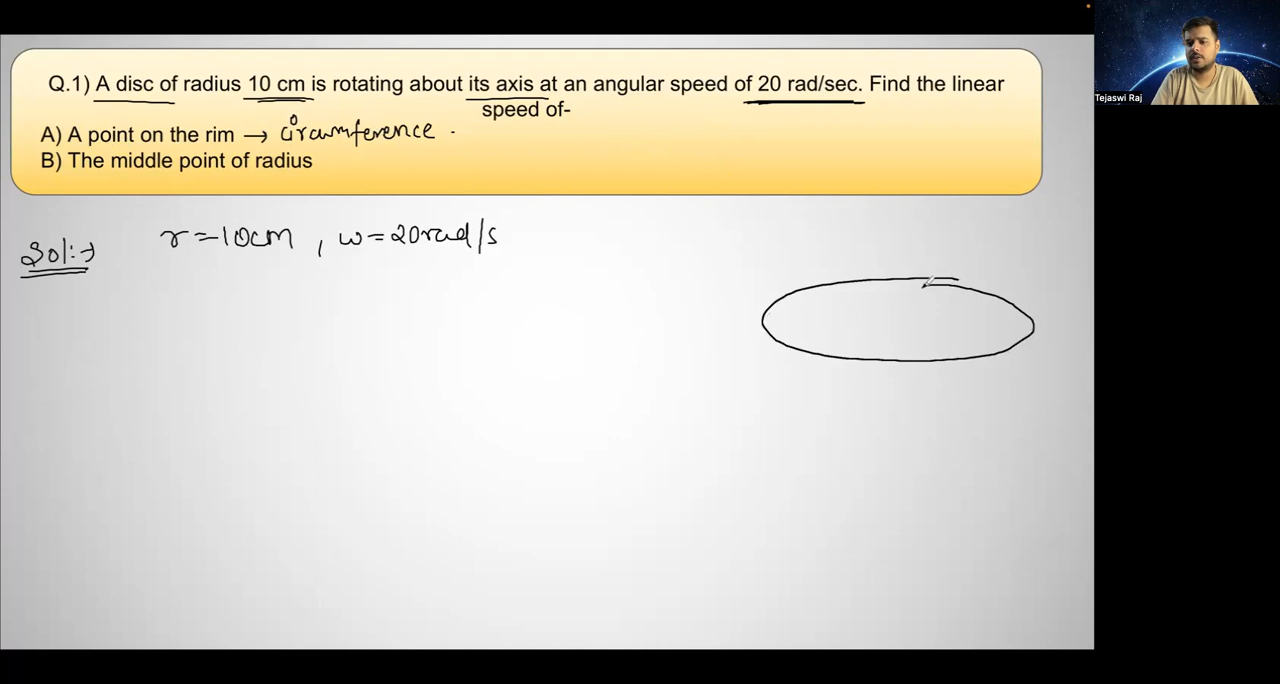 Q.1) A disc of radius 10 cm is rotating about its axis at an angular speed of 20 rad/sec. Find the linear
speed of-
A) A point on the rim → circumference .
B) The middle point of radius
Sol:→ r=10cm , ω=20rad/s
Tejaswi Raj